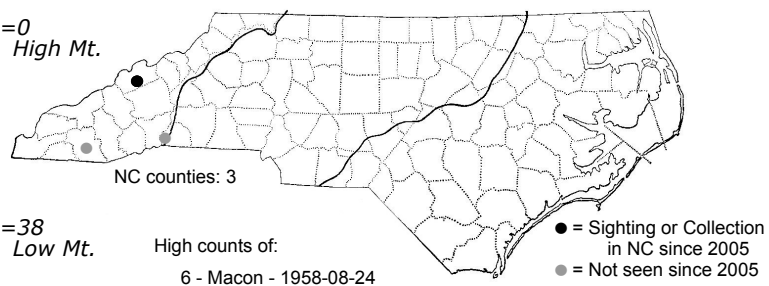 =0
High Mt.
NC counties: 3
=38
Low Mt.
High counts of:
6 - Macon - 1958-08-24
● = Sighting or Collection
in NC since 2005
● = Not seen since 2005